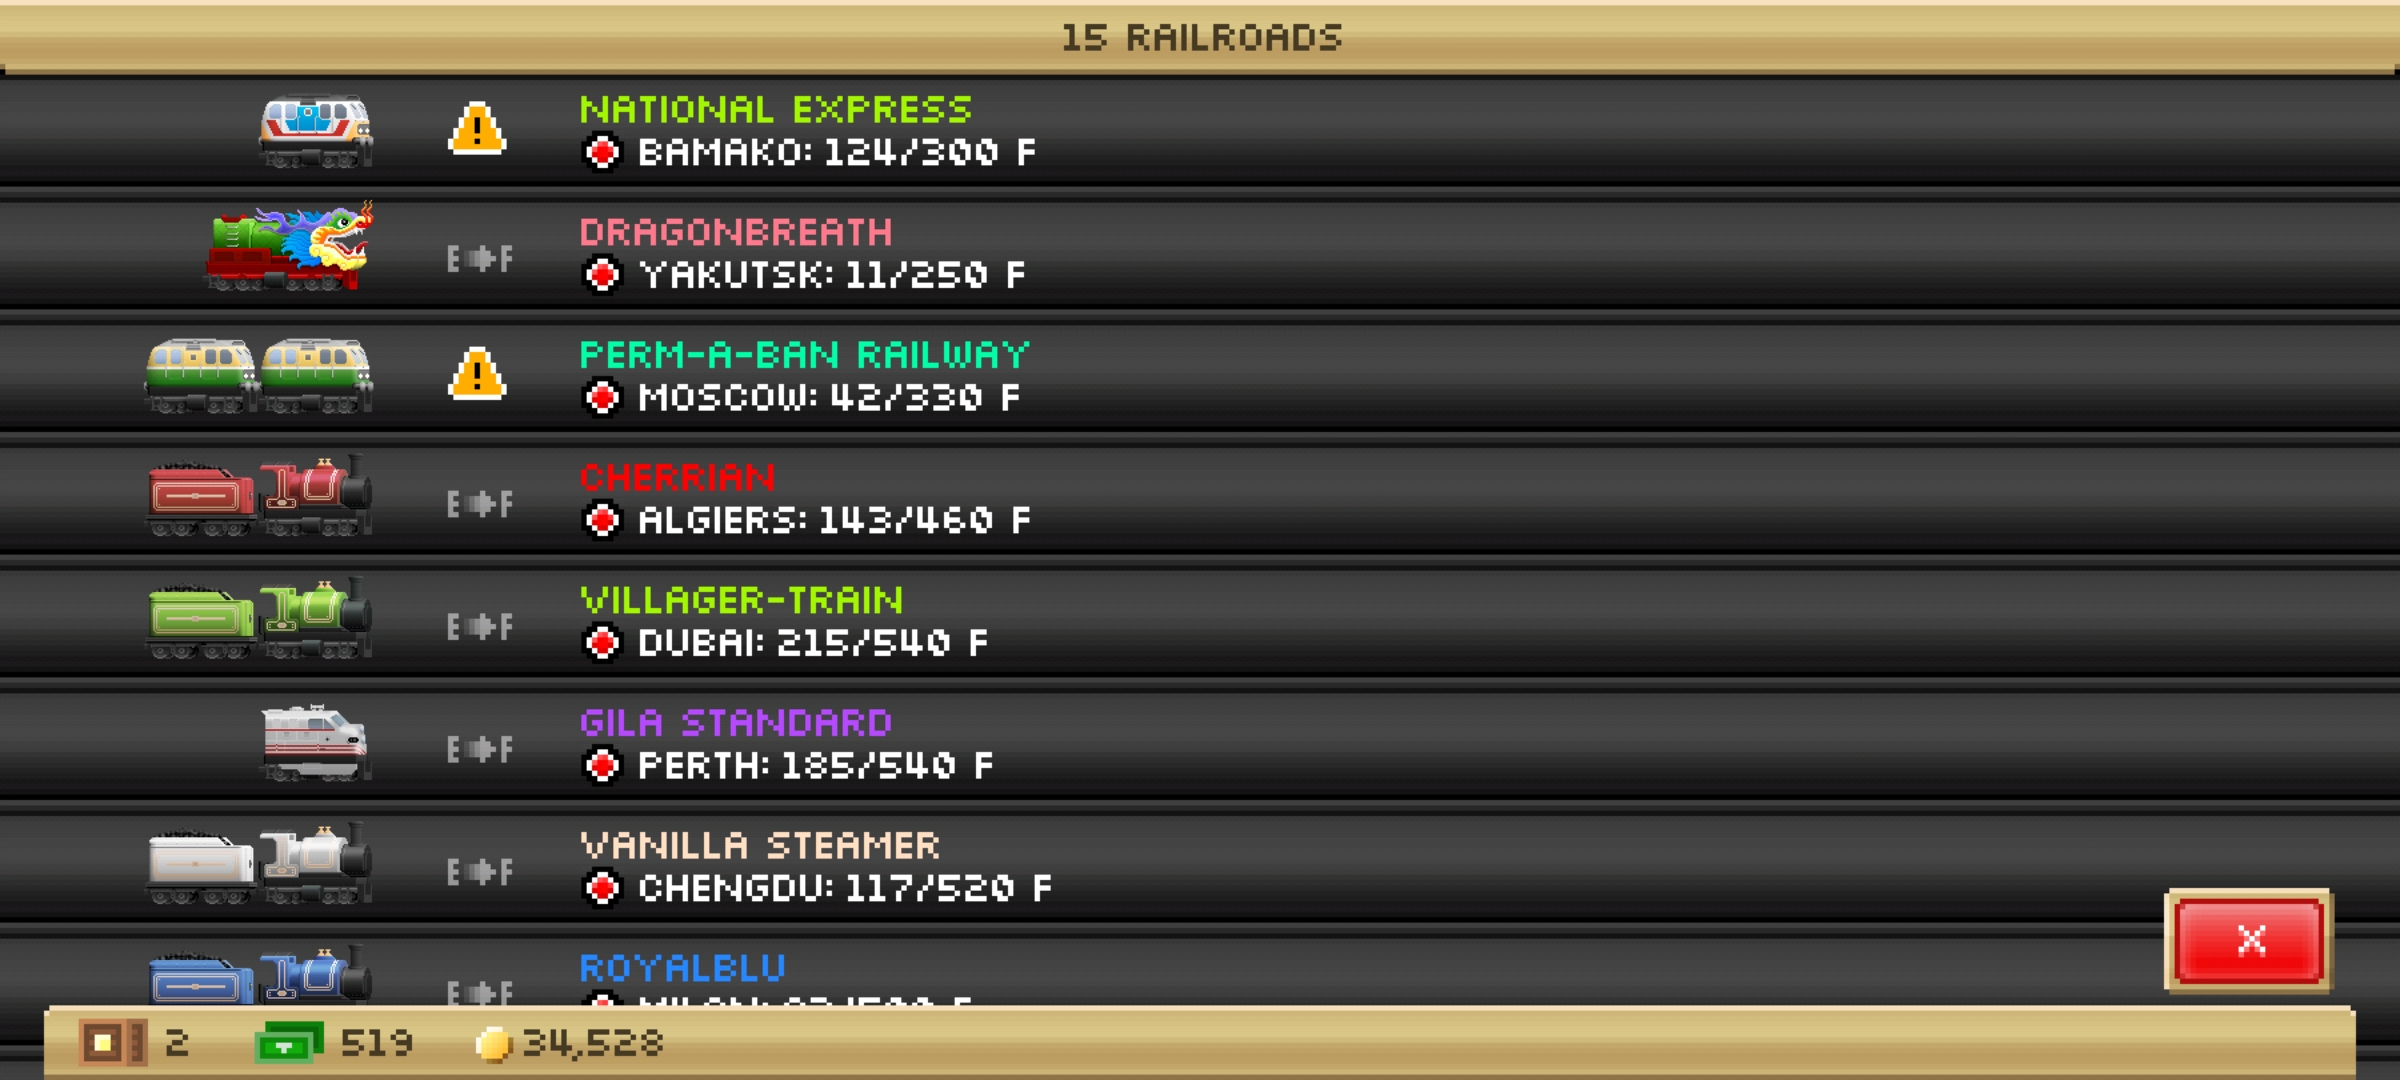 15 RAILROADS
NATIONAL EXPRESS
BAMAKO: 124/300 F
E F DRAGONBREATH
YAKUTSK: 11/250 F
PERM-A-BAN RAILWAY
MOSCOW: 42/330 F
E F CHERRIAN
ALGIERS: 143/460 F
E F VILLAGER-TRAIN
DUBAI: 215/540 F
E F GILA STANDARD
PERTH: 185/540 F
E F VANILLA STEAMER
CHENGDU: 117/520 F
E F ROYALBLU
X
2 519 34,528